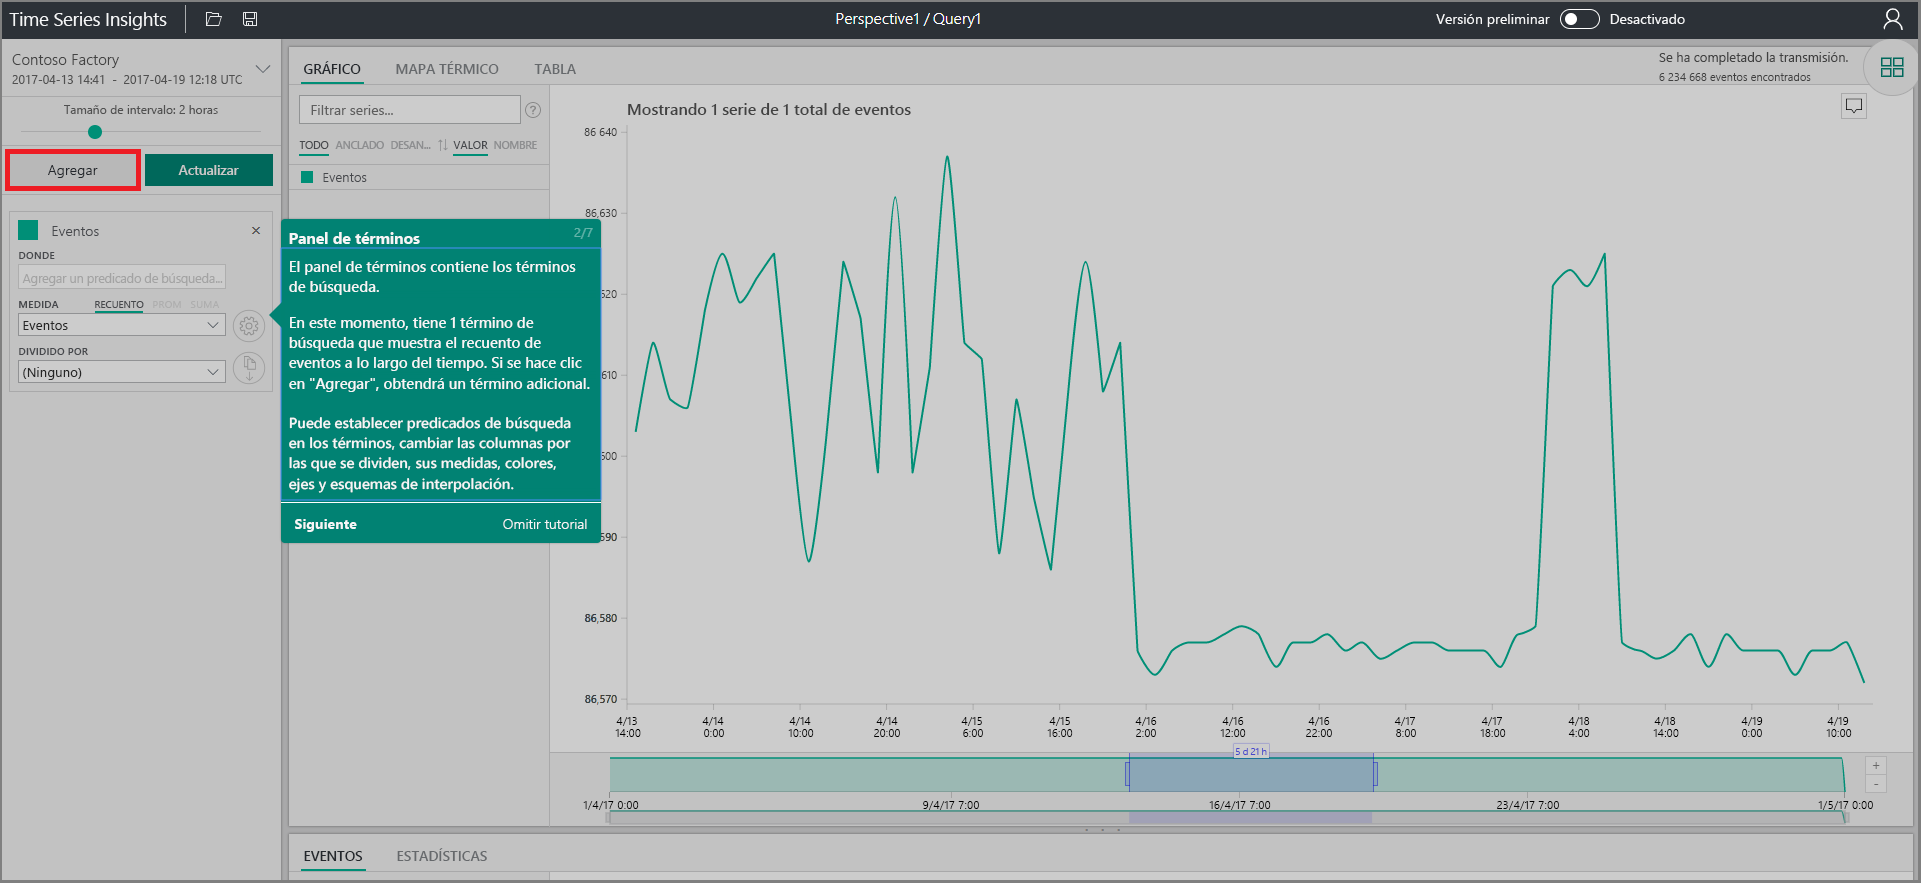 Time Series Insights
Perspective1 / Query1
Versión preliminar
Desactivado
Contoso Factory
2017-04-13 14:41 - 2017-04-19 12:18 UTC
Tamaño de intervalo: 2 horas
Agregar
Actualizar
Eventos
×
DONDE
Agregar un predicado de búsqueda...
MEDIDA
RECUENTO
PROM
SUMA
Eventos
DIVIDIDO POR
(Ninguno)
GRÁFICO
MAPA TÉRMICO
TABLA
Se ha completado la transmisión.
6 234 668 eventos encontrados
Filtrar series...
?
TODO
ANCLADO
DESAN...
VALOR
NOMBRE
Eventos
Panel de términos
2/7
El panel de términos contiene los términos
de búsqueda.
En este momento, tiene 1 término de
búsqueda que muestra el recuento de
eventos a lo largo del tiempo. Si se hace clic
en "Agregar", obtendrá un término adicional.
Puede establecer predicados de búsqueda
en los términos, cambiar las columnas por
las que se dividen, sus medidas, colores,
ejes y esquemas de interpolación.
Siguiente
Omitir tutorial
Mostrando 1 serie de 1 total de eventos
86 640
86,630
620
610
600
590
86,580
86,570
4/13
14:00
4/14
0:00
4/14
10:00
4/14
20:00
4/15
6:00
4/15
16:00
4/16
2:00
4/16
12:00
4/16
22:00
4/17
8:00
4/17
18:00
4/18
4:00
4/18
14:00
4/19
0:00
4/19
10:00
5 d 21 h
+
-
1/4/17 0:00
9/4/17 7:00
16/4/17 7:00
23/4/17 7:00
1/5/17 0:00
EVENTOS
ESTADÍSTICAS